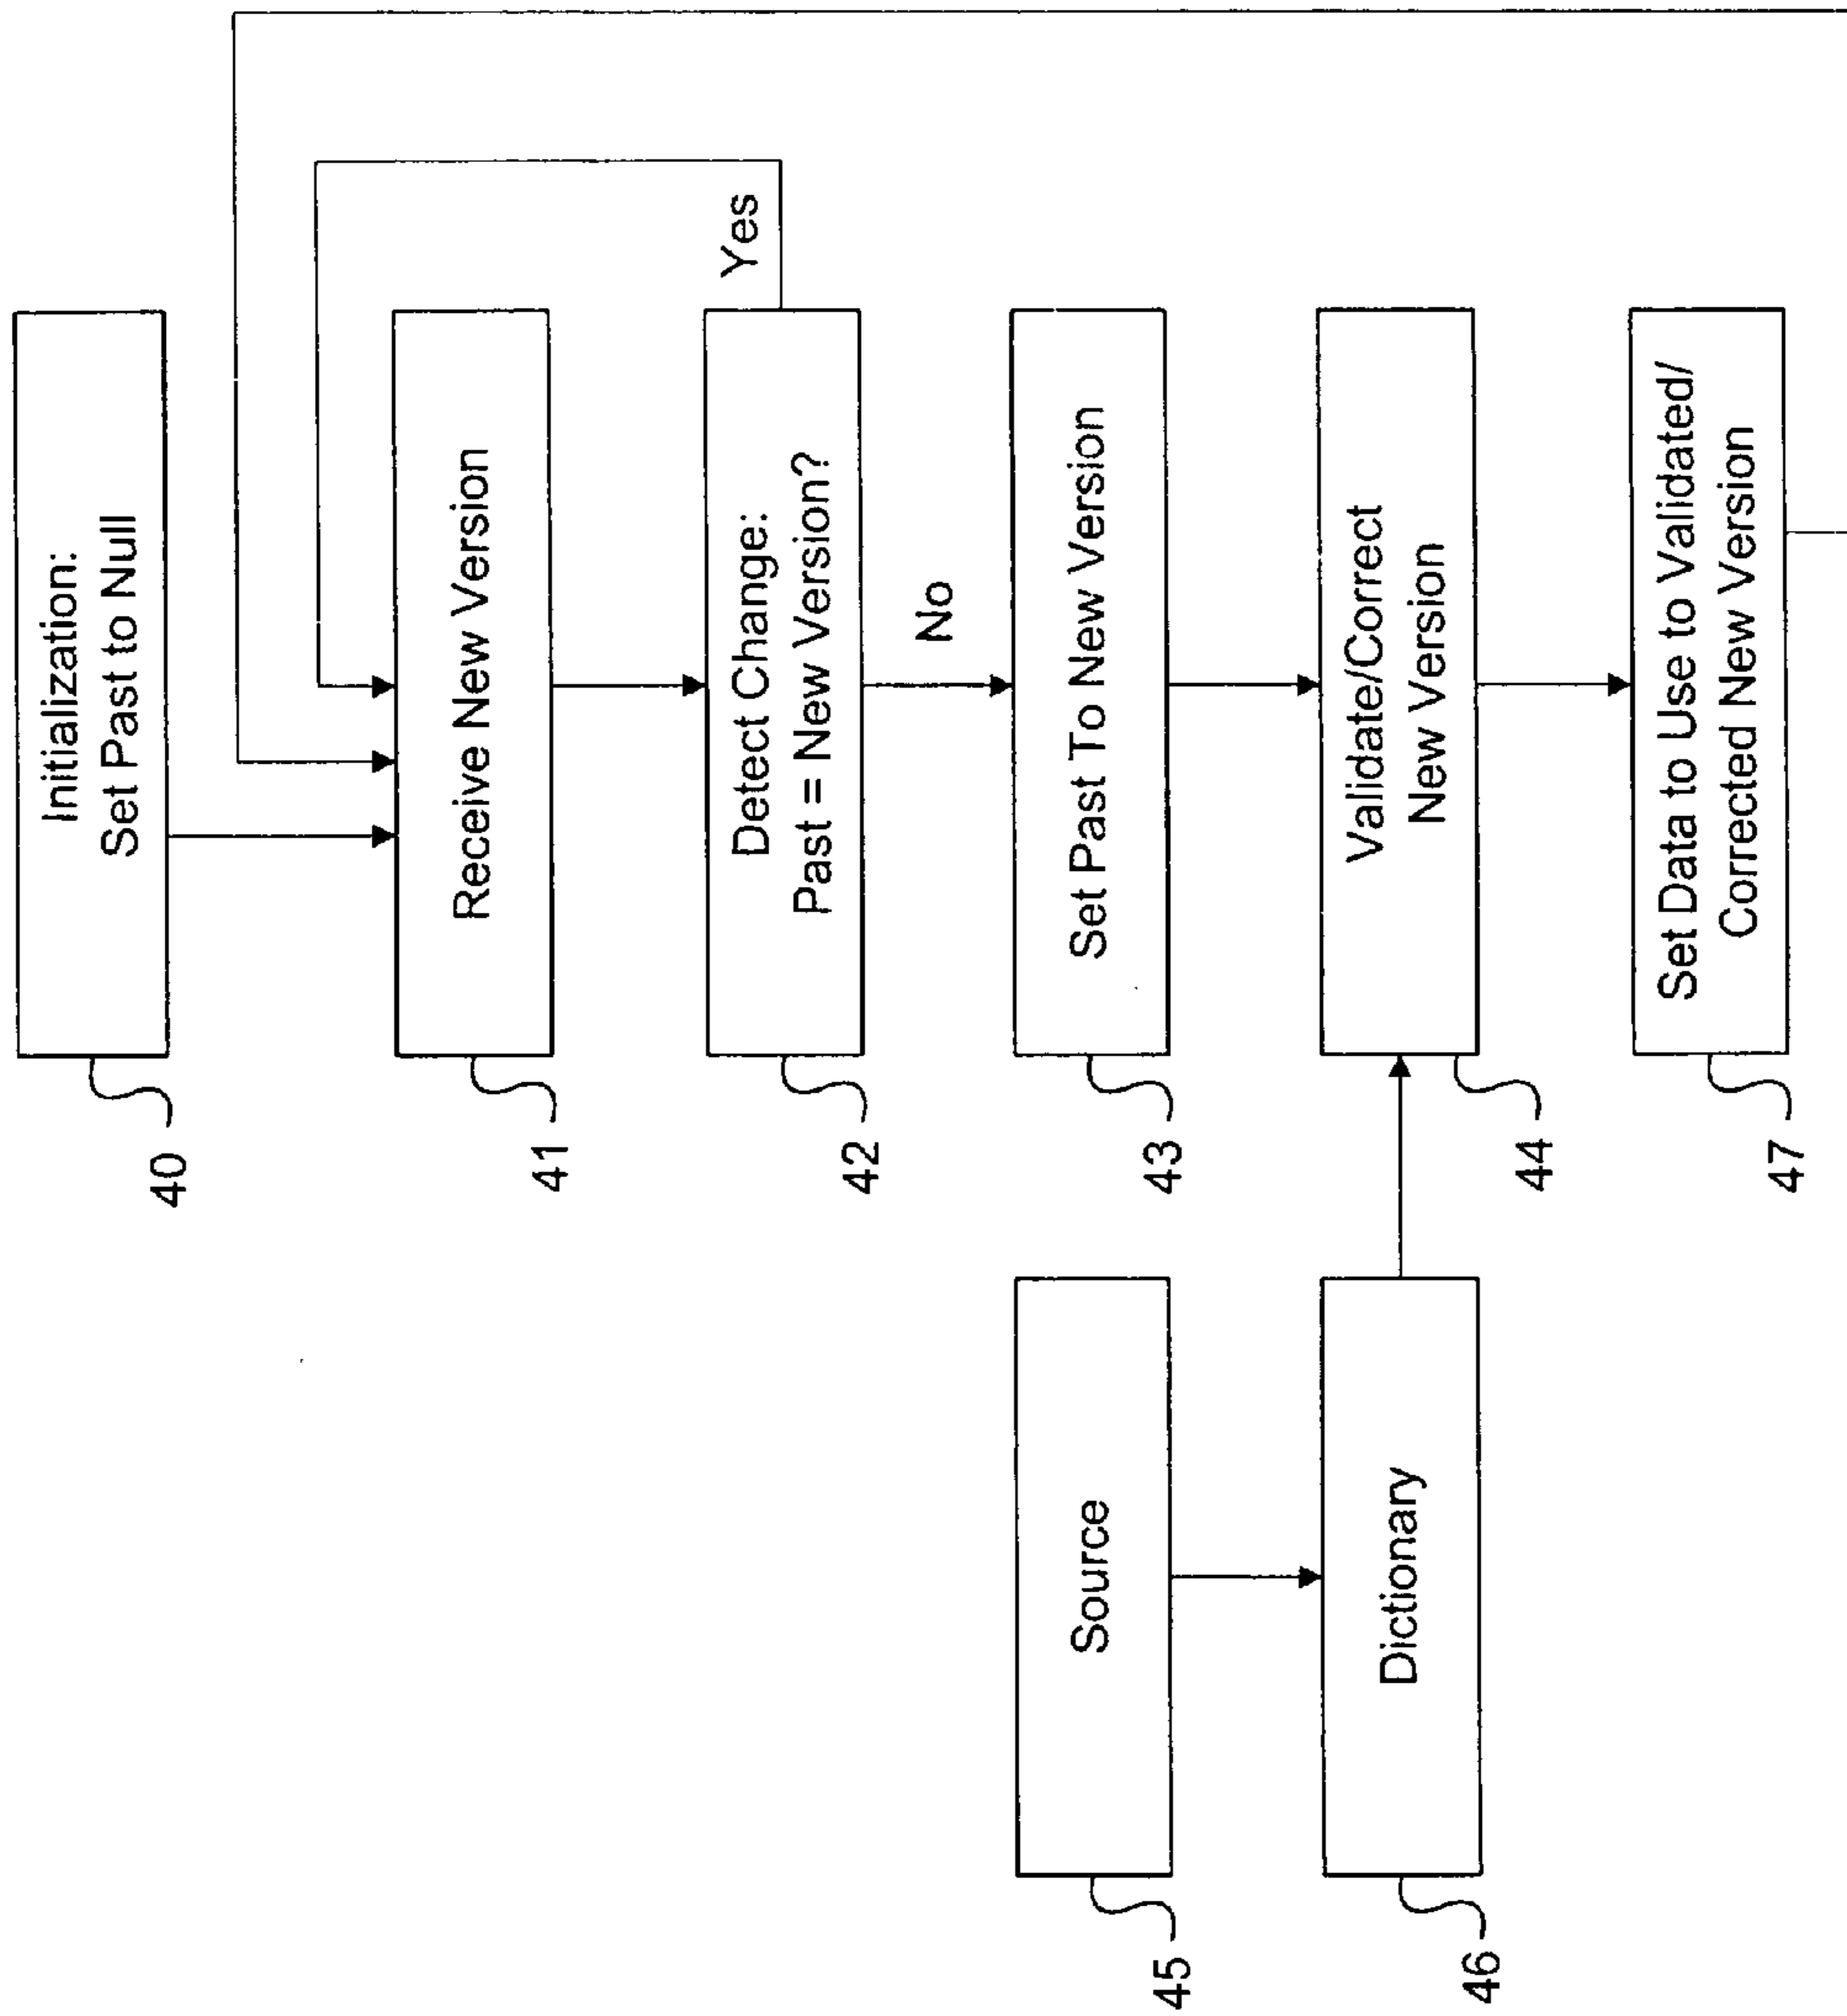 40
Initialization:
Set Past to Null
41
Receive New Version
42
Detect Change:
Past = New Version?
Yes
No
43
Set Past To New Version
44
Validate/Correct
New Version
45
Source
46
Dictionary
47
Set Data to Use to Validated/
Corrected New Version